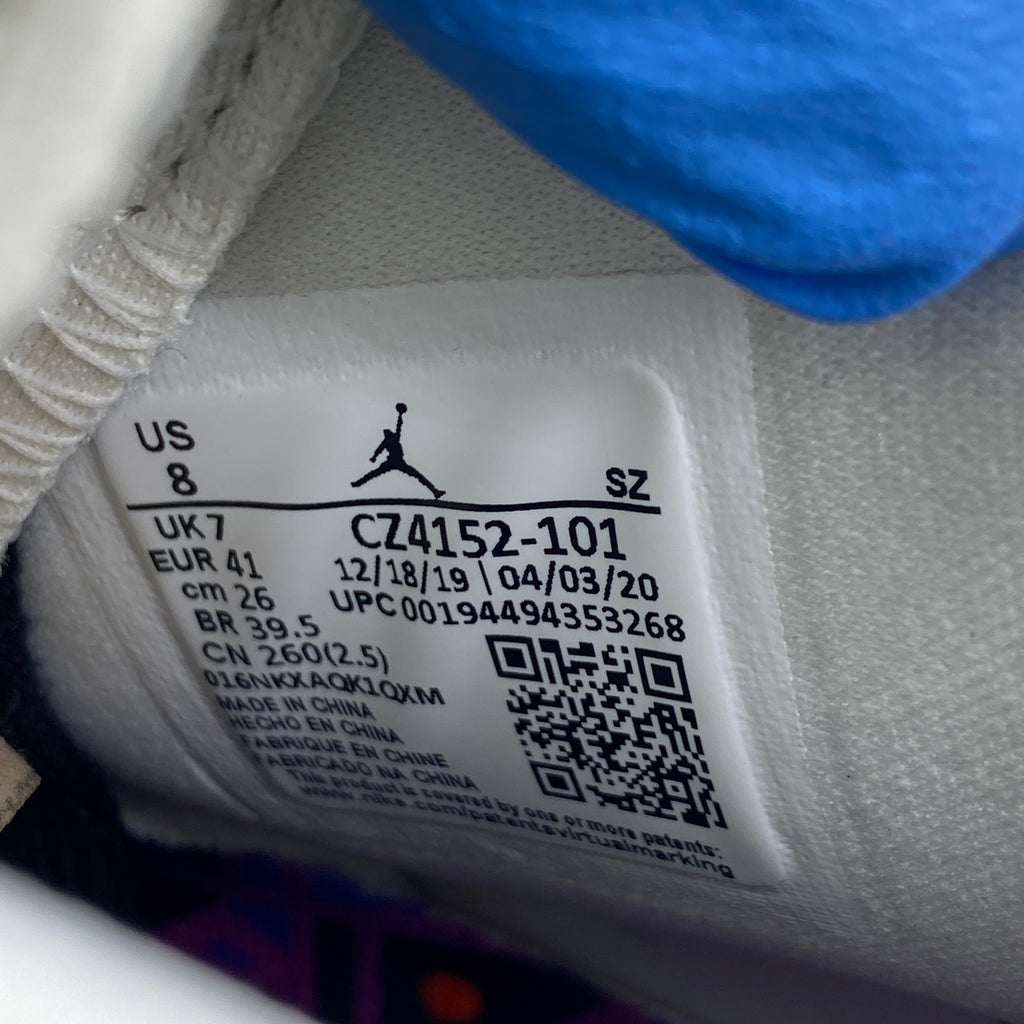 US
8
SZ
UK 7
EUR 41
cm 26
BR 39.5
CN 260(2.5)
016NKXAQK1QXM
MADE IN CHINA
HECHO EN CHINA
FABRIQUE EN CHINE
FABRICADO NA CHINA
CZ4152-101
12/18/19 | 04/03/20
UPC 00194494353268
This product is covered by one or more patents:
www.nike.com/patentsvirtualmarking